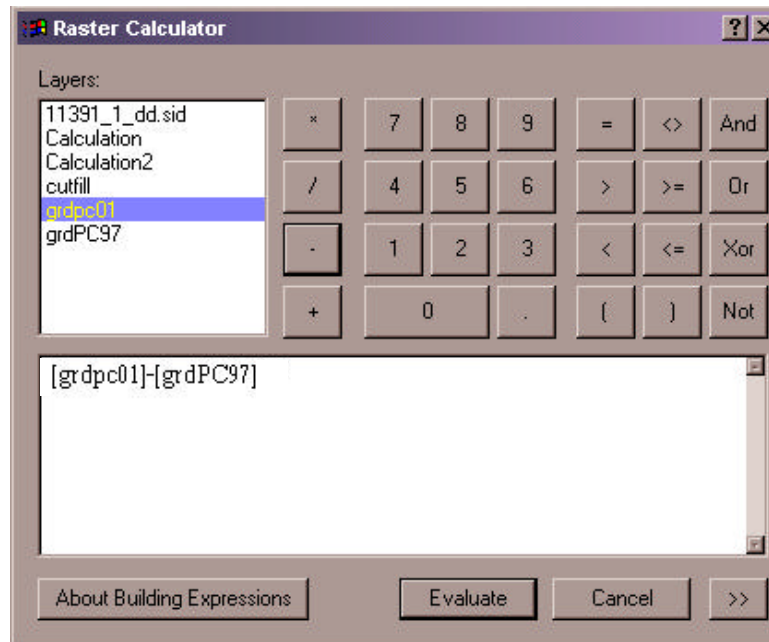 Raster Calculator
? X
Layers:
11391_1_dd.sid
Calculation
Calculation2
cutfill
grdpc01
grdPC97
* 7 8 9 = <> And
/ 4 5 6 > >= Or
- 1 2 3 < <= Xor
+ 0 . ( ) Not
[grdpc01]-[grdPC97]
About Building Expressions Evaluate Cancel >>